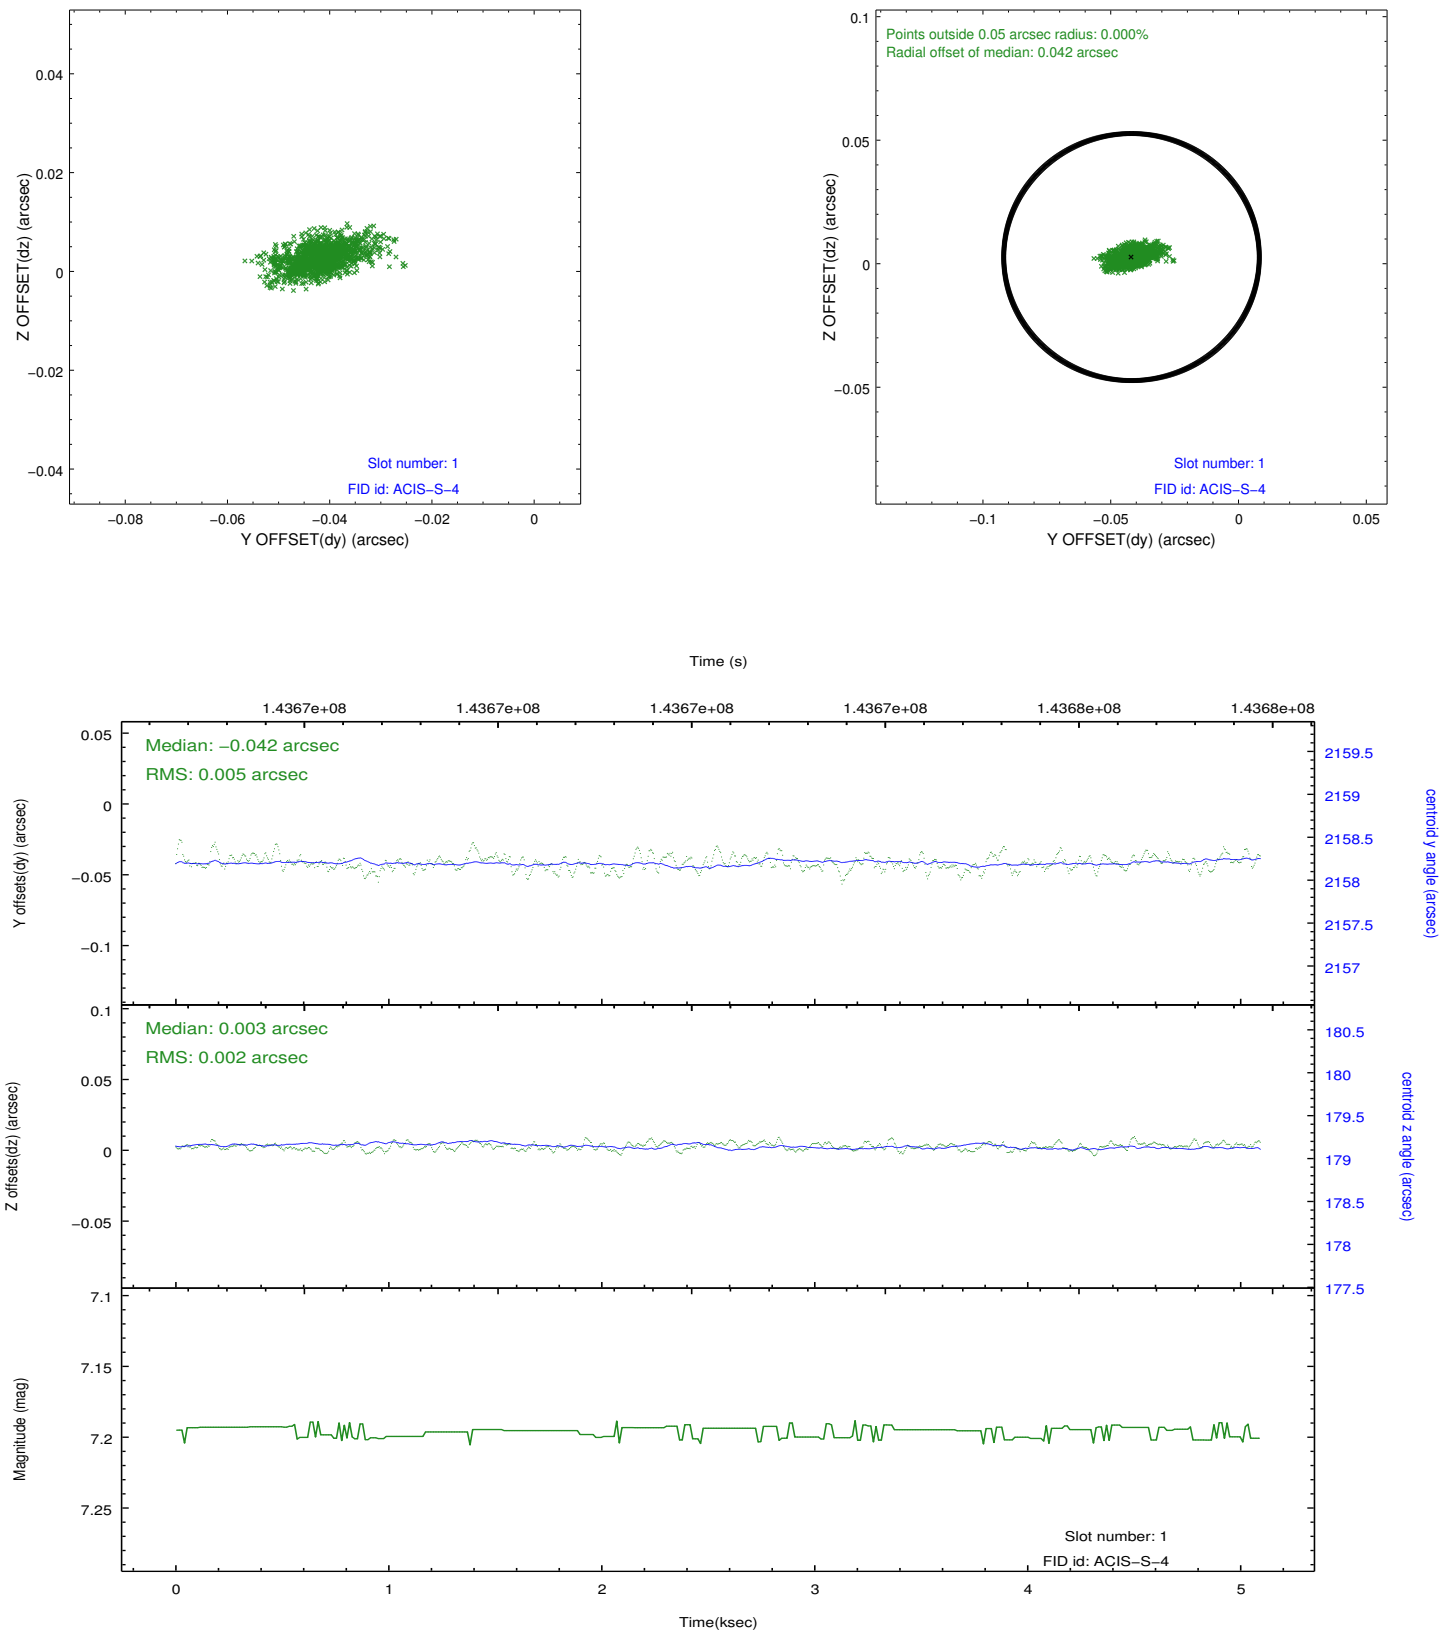 0.04
0.02
0
−0.02
−0.04
Z OFFSET(dz) (arcsec)
Slot number: 1
FID id: ACIS−S−4
−0.08
−0.06
−0.04
−0.02
0
Y OFFSET(dy) (arcsec)
0.1
0.05
0
−0.05
Z OFFSET(dz) (arcsec)
Points outside 0.05 arcsec radius: 0.000%
Radial offset of median: 0.042 arcsec
Slot number: 1
FID id: ACIS−S−4
−0.1
−0.05
0
0.05
Y OFFSET(dy) (arcsec)
Time (s)
1.4367e+08
1.4367e+08
1.4367e+08
1.4367e+08
1.4368e+08
1.4368e+08
0.05
0
−0.05
−0.1
Y offsets(dy) (arcsec)
Median: −0.042 arcsec
RMS: 0.005 arcsec
2159.5
2159
2158.5
2158
2157.5
2157
centroid y angle (arcsec)
0.1
0.05
0
−0.05
Z offsets(dz) (arcsec)
Median: 0.003 arcsec
RMS: 0.002 arcsec
180.5
180
179.5
179
178.5
178
177.5
centroid z angle (arcsec)
7.1
7.15
7.2
7.25
Magnitude (mag)
Slot number: 1
FID id: ACIS−S−4
0
1
2
3
4
5
Time(ksec)